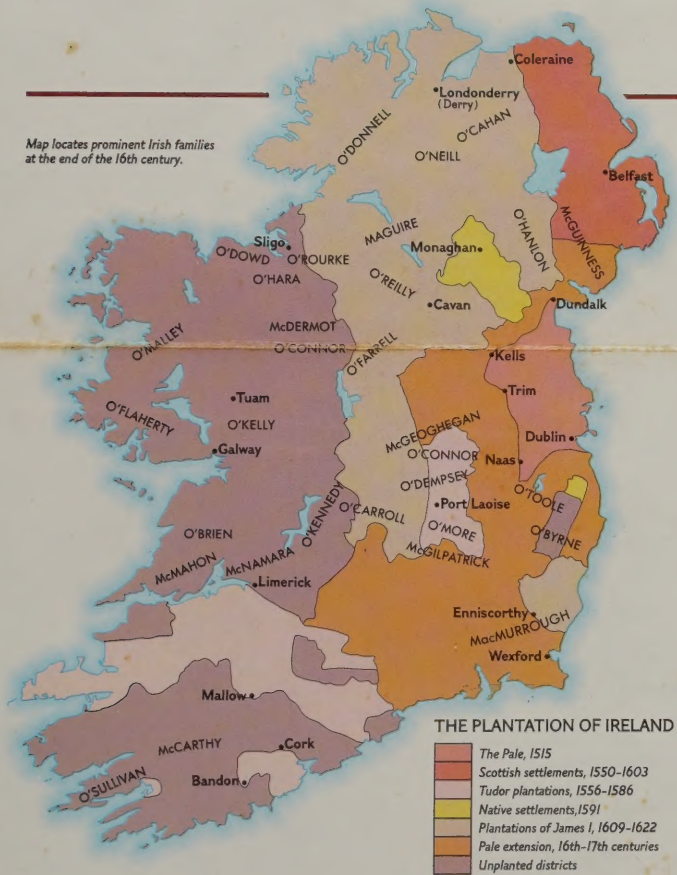 Map locates prominent Irish families
at the end of the 16th century.
Coleraine
Londonderry
(Derry)
O'DONNELL
O'CAHAN
O'NEILL
Belfast
MAGUIRE
O'HANLON
McGUINNESS
Monaghan
Sligo
O'DOWD
O'ROURKE
O'HARA
O'REILLY
Cavan
Dundalk
O'MALLEY
McDERMOT
O'CONNOR
O'FARRELL
Kells
Trim
Tuam
O'FLAHERTY
O'KELLY
Galway
McGEOGHEGAN
O'CONNOR
Dublin
Naas
O'DEMPSEY
O'TOOLE
Port Laoise
O'KENNEDY
O'CARROLL
O'MORE
O'BYRNE
McGILPATRICK
O'BRIEN
McMAHON
McNAMARA
Limerick
Enniscorthy
MacMURROUGH
Wexford
Mallow
McCARTHY
Cork
O'SULLIVAN
Bandon
THE PLANTATION OF IRELAND
The Pale, 1515
Scottish settlements, 1550–1603
Tudor plantations, 1556–1586
Native settlements,1591
Plantations of James I, 1609–1622
Pale extension, 16th–17th centuries
Unplanted districts